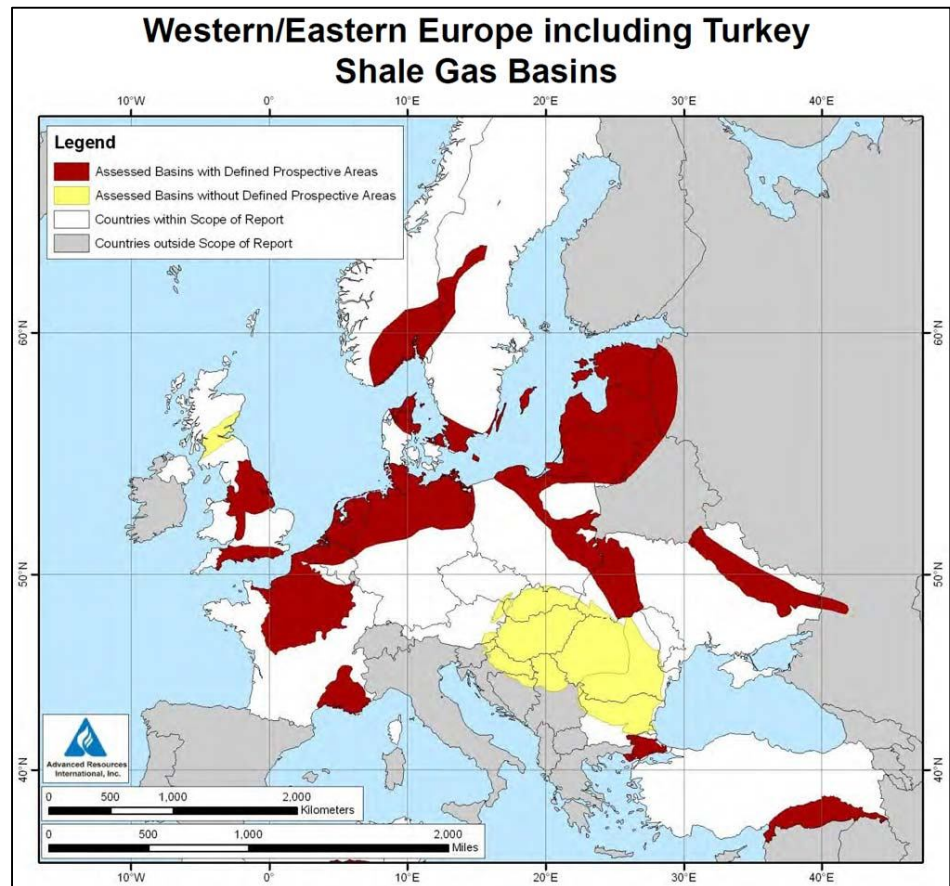 Western/Eastern Europe including Turkey
Shale Gas Basins
10°W
0°
10°E
20°E
30°E
40°E
Legend
Assessed Basins with Defined Prospective Areas
Assessed Basins without Defined Prospective Areas
Countries within Scope of Report
Countries outside Scope of Report
60°N
60°N
50°N
50°N
40°N
40°N
Advanced Resources
International, Inc.
0 500 1,000 2,000
Kilometers
0 500 1,000 2,000
Miles
10°W
0°
10°E
20°E
30°E
40°E